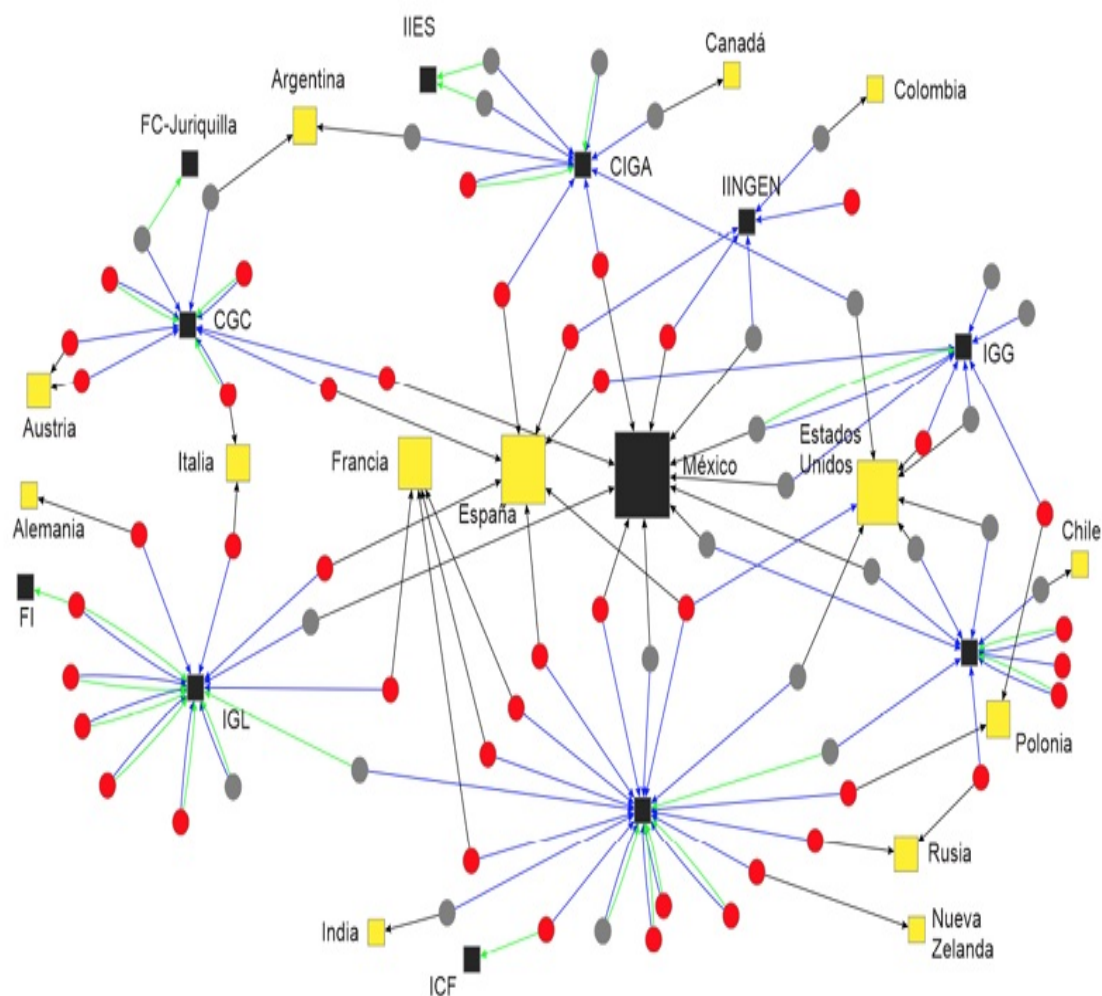 IIES
Canadá
Argentina
Colombia
FC-Juriquilla
CIGA
IINGEN
CGC
IGG
Austria
Estados
Unidos
Italia
Francia
México
España
Alemania
Chile
FI
IGL
Polonia
Rusia
India
Nueva
Zelanda
ICF